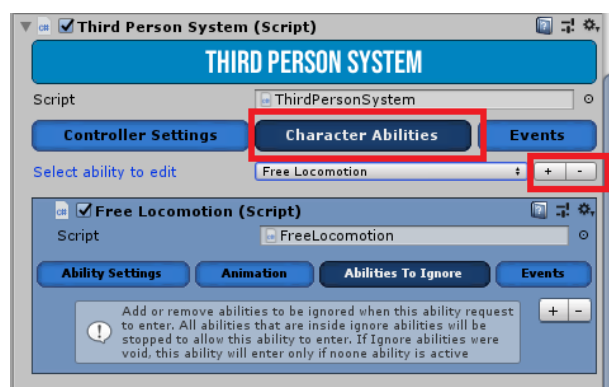 Third Person System (Script)
THIRD PERSON SYSTEM
Script ThirdPersonSystem
Controller Settings Character Abilities Events
Select ability to edit Free Locomotion + -
Free Locomotion (Script)
Script FreeLocomotion
Ability Settings Animation Abilities To Ignore Events
Add or remove abilities to be ignored when this ability request + -
to enter. All abilities that are inside ignore abilities will be
stopped to allow this ability to enter. If Ignore abilities were
void, this ability will enter only if noone ability is active